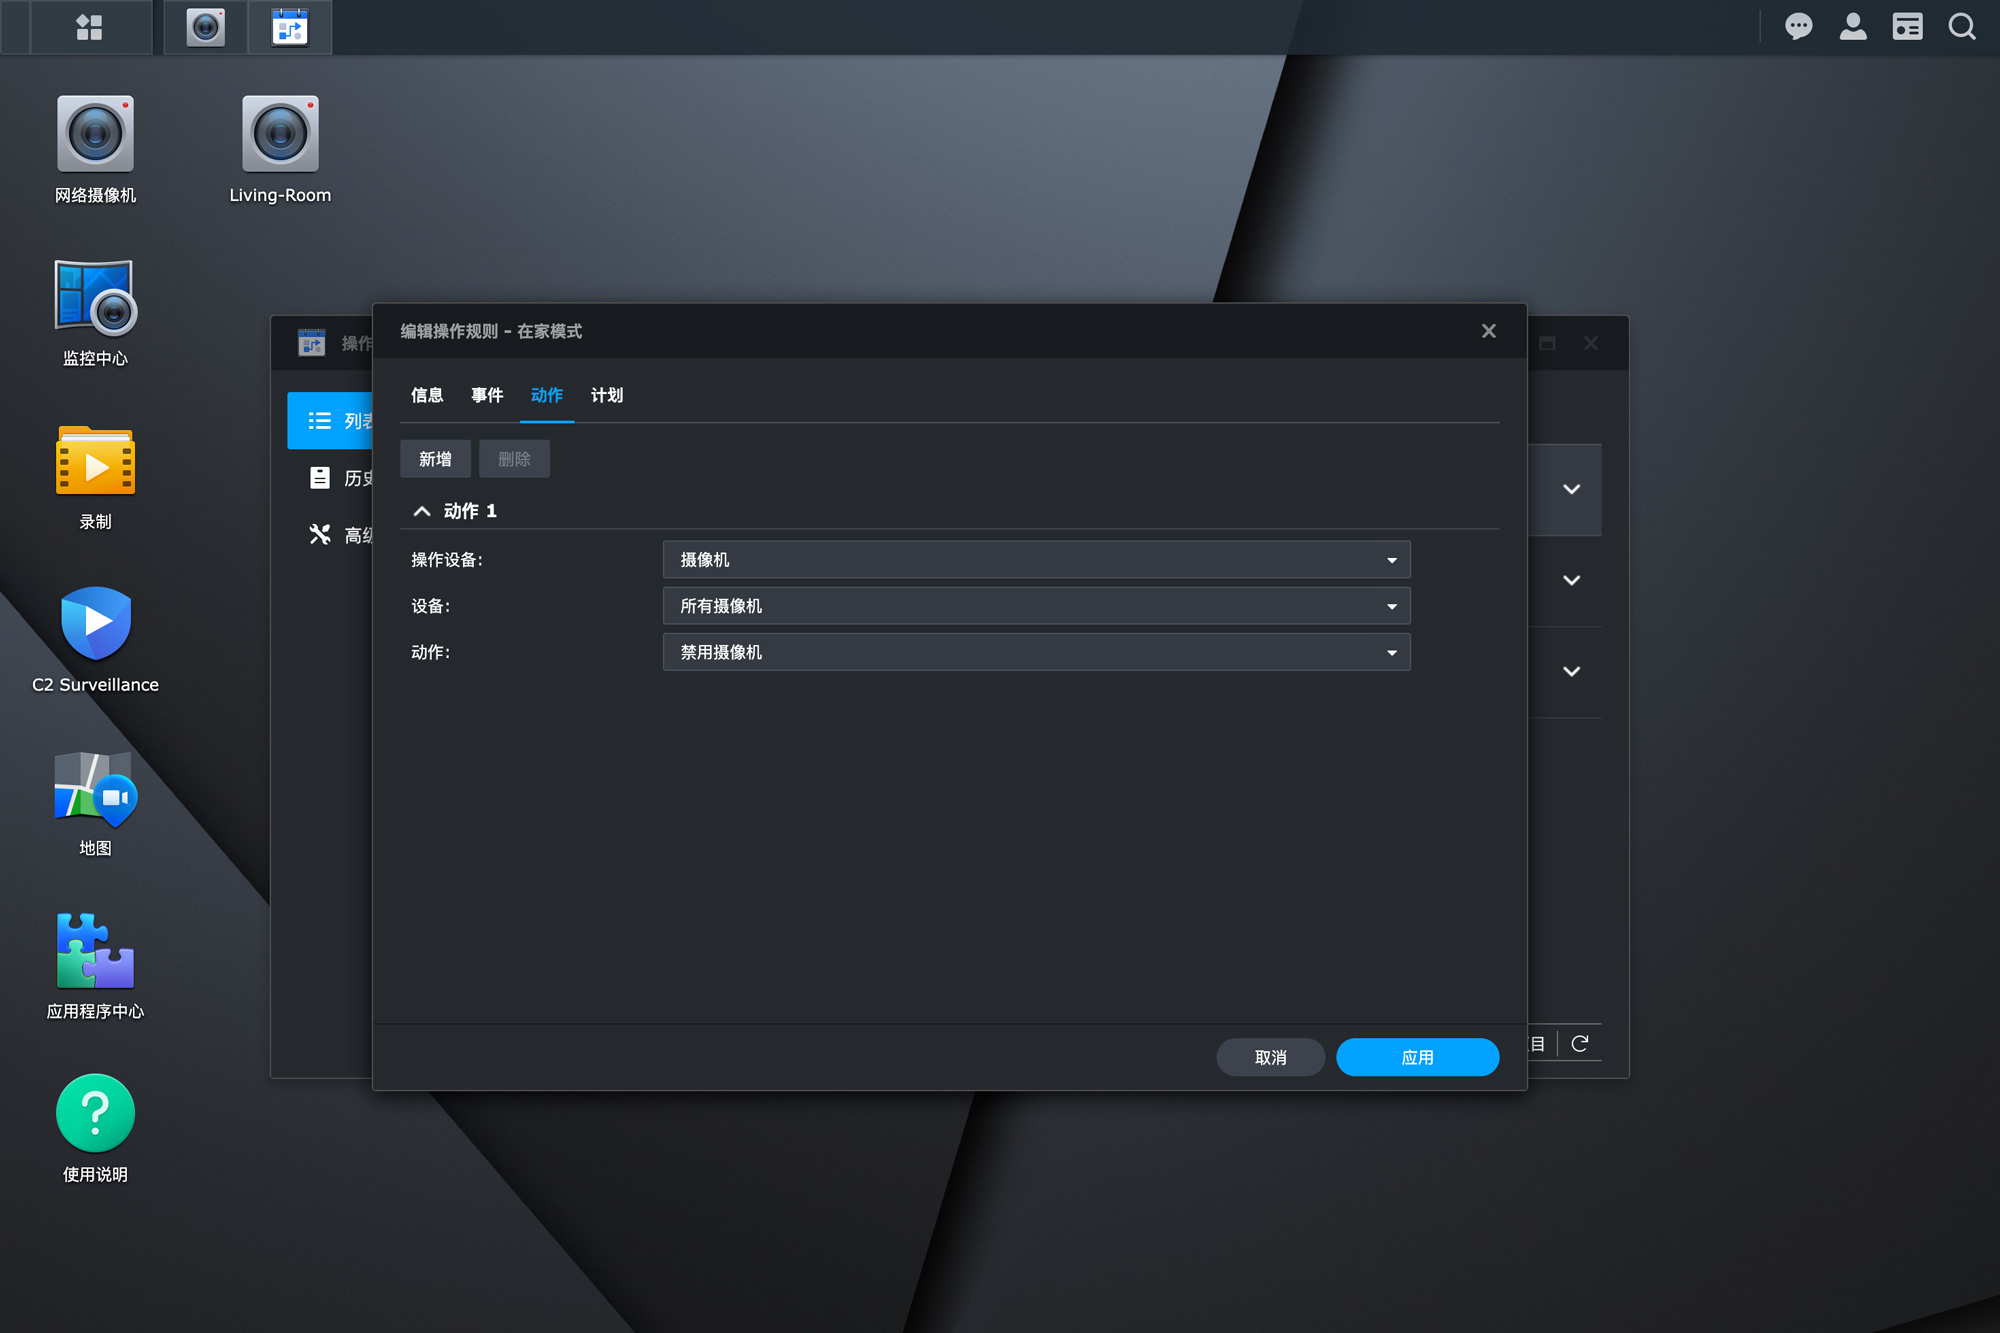 网络摄像机
Living-Room
监控中心
录制
C2 Surveillance
地图
应用程序中心
使用说明
操作
列表
历史
高级
编辑操作规则 - 在家模式
信息 事件 动作 计划
新增 删除
动作 1
操作设备: 摄像机
设备: 所有摄像机
动作: 禁用摄像机
取消 应用
目